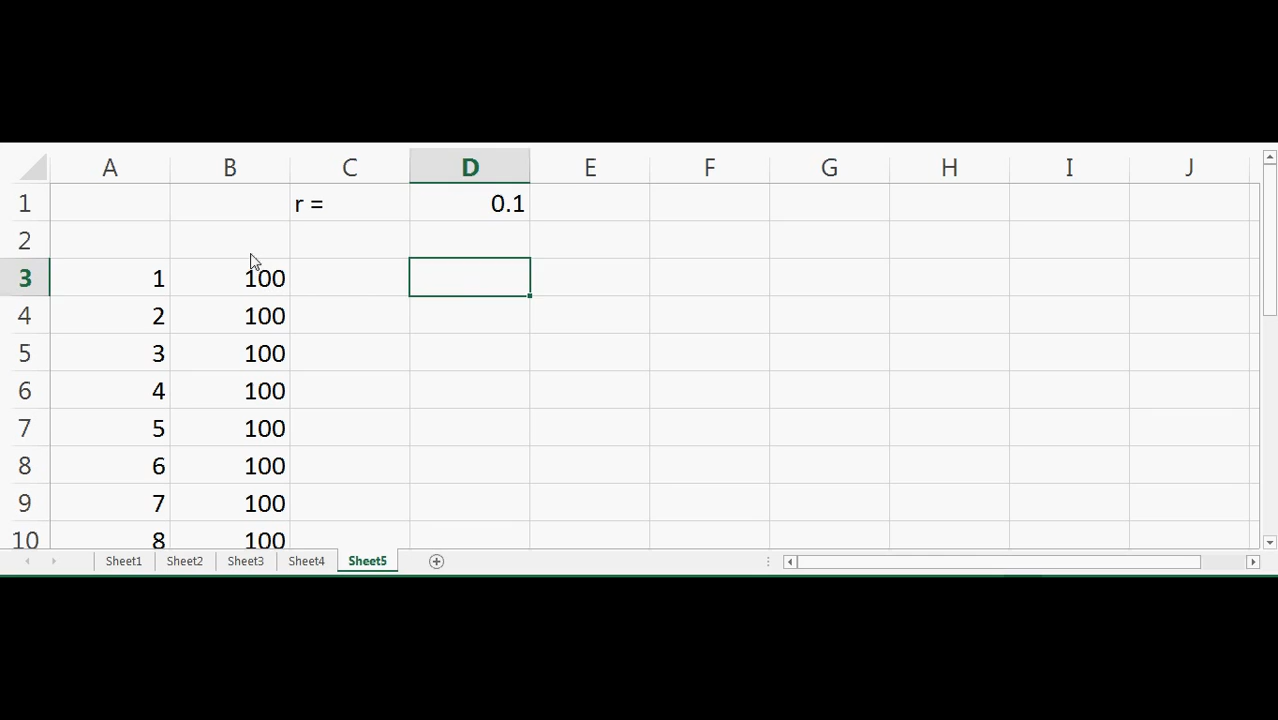 A B C D E F G H I J
1 r = 0.1
2
3 1 100
4 2 100
5 3 100
6 4 100
7 5 100
8 6 100
9 7 100
10 8 100
Sheet1 Sheet2 Sheet3 Sheet4 Sheet5